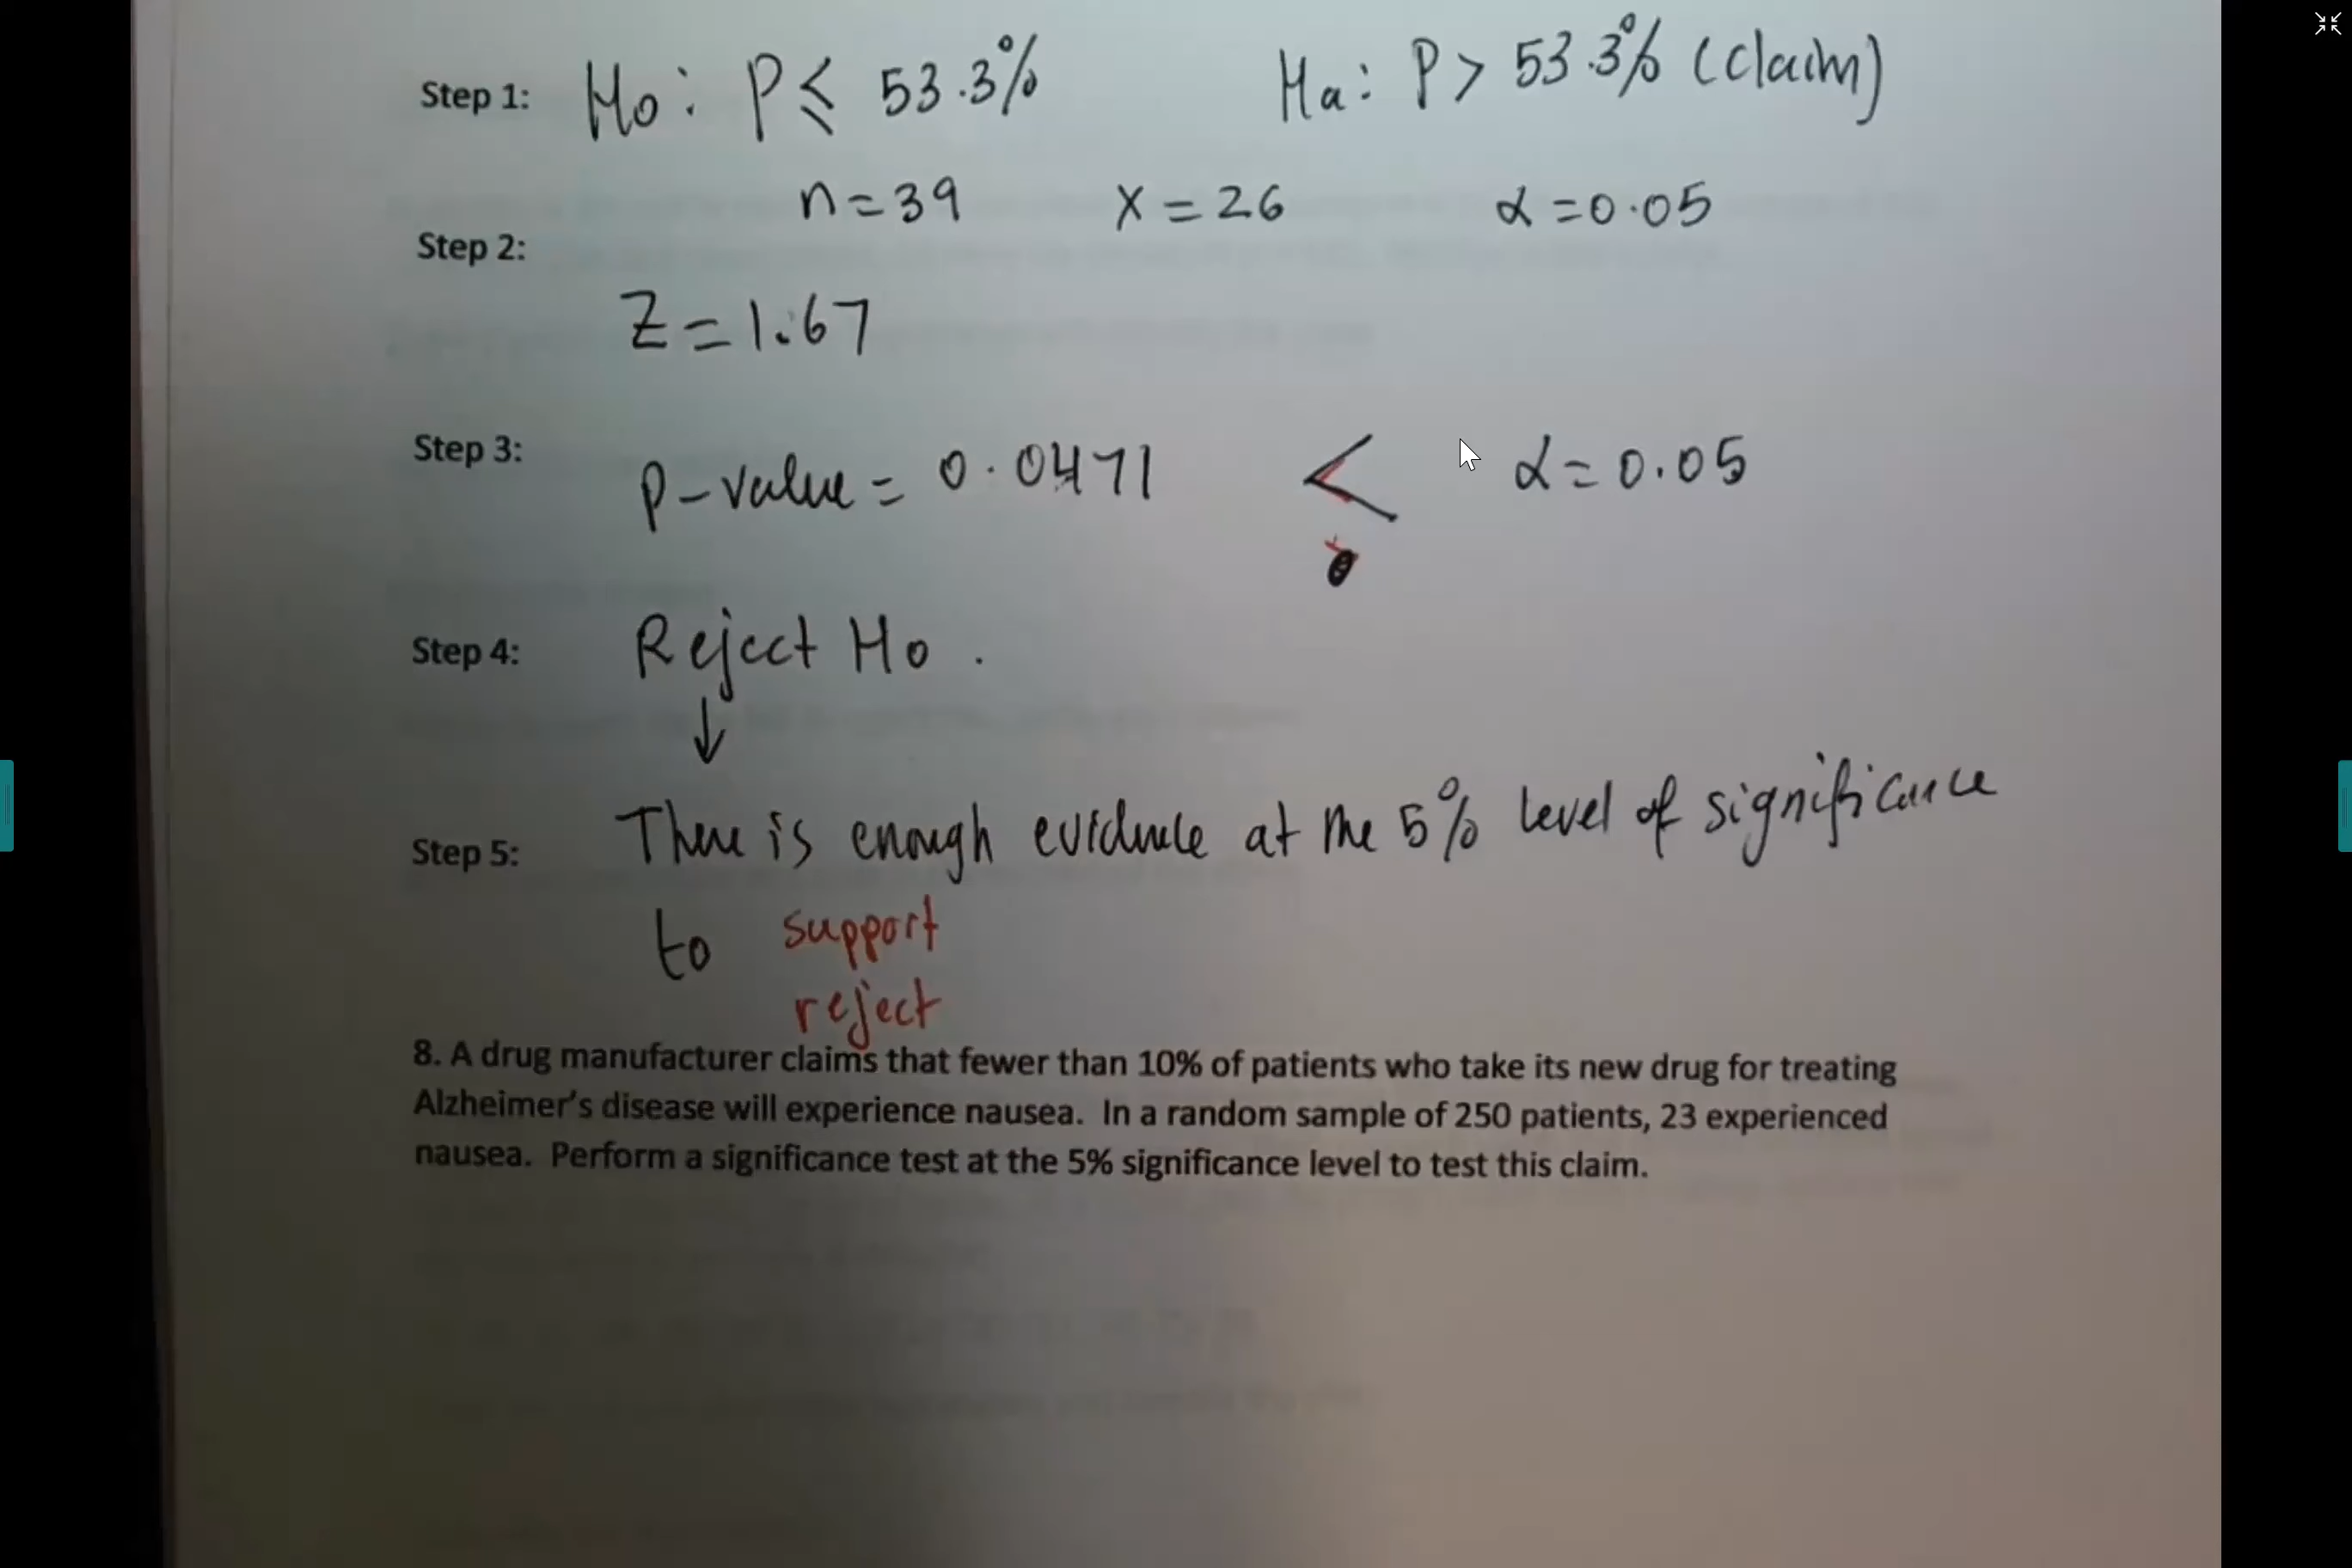 Step 1: Ho: P ≤ 53.3% Ha: P > 53.3% (claim)
n = 39 x = 26 α = 0.05
Step 2:
Z = 1.67
Step 3: P-value = 0.0471 < α = 0.05
Step 4: Reject Ho.
↓
Step 5: There is enough evidence at the 5% level of significance
to support
reject
8. A drug manufacturer claims that fewer than 10% of patients who take its new drug for treating
Alzheimer's disease will experience nausea. In a random sample of 250 patients, 23 experienced
nausea. Perform a significance test at the 5% significance level to test this claim.